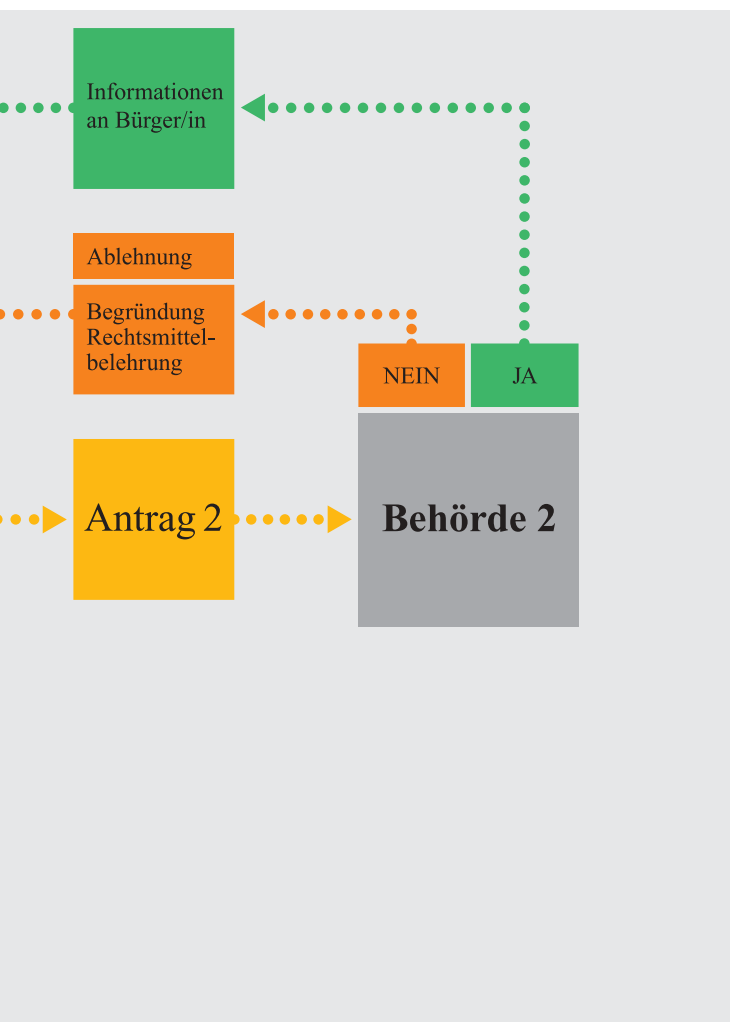 Informationen
an Bürger/in
Ablehnung
Begründung
Rechtsmittel-
belehrung
NEIN
JA
Antrag 2
Behörde 2